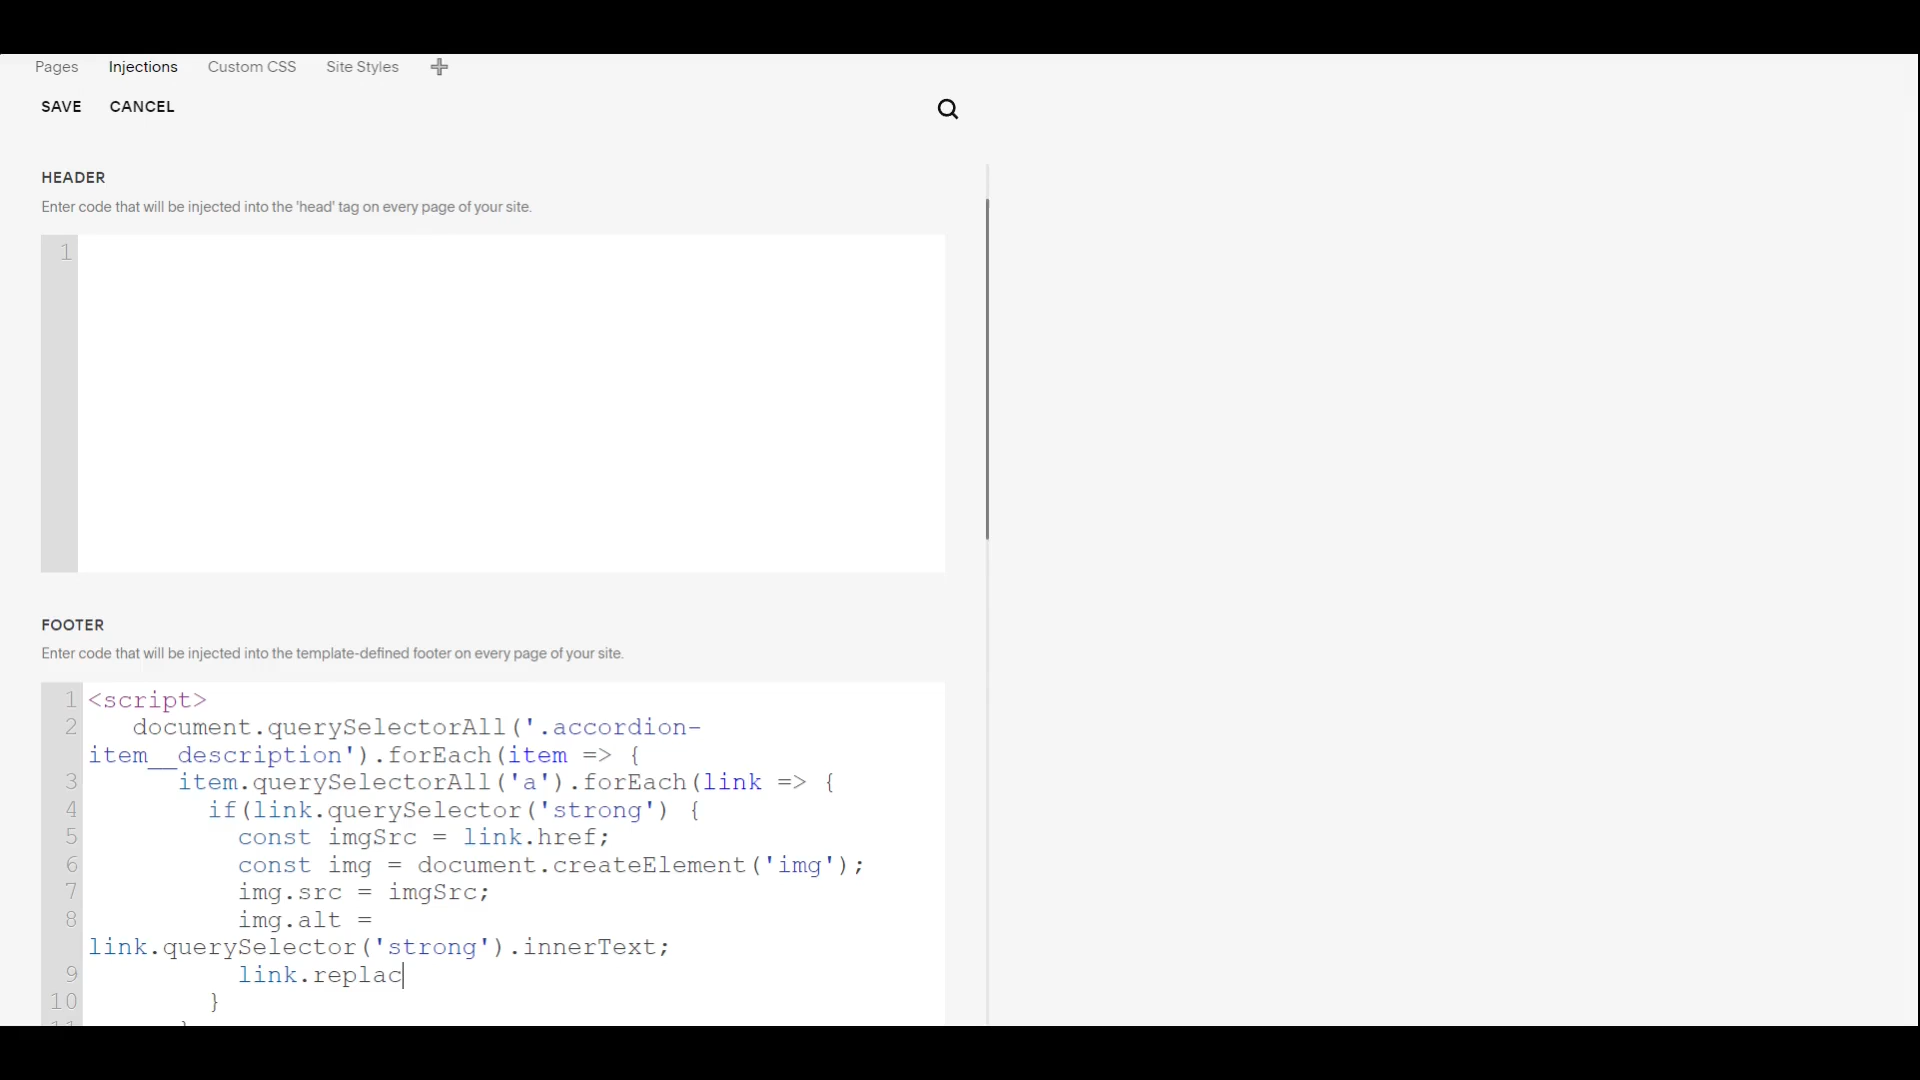 Pages Injections Custom CSS Site Styles
SAVE CANCEL
HEADER
Enter code that will be injected into the 'head' tag on every page of your site.
1
FOOTER
Enter code that will be injected into the template-defined footer on every page of your site.
1 <script>
2 document.querySelectorAll('.accordion-
item__description').forEach(item => {
3 item.querySelectorAll('a').forEach(link => {
4 if(link.querySelector('strong') {
5 const imgSrc = link.href;
6 const img = document.createElement('img');
7 img.src = imgSrc;
8 img.alt =
link.querySelector('strong').innerText;
9 link.replac
10 }